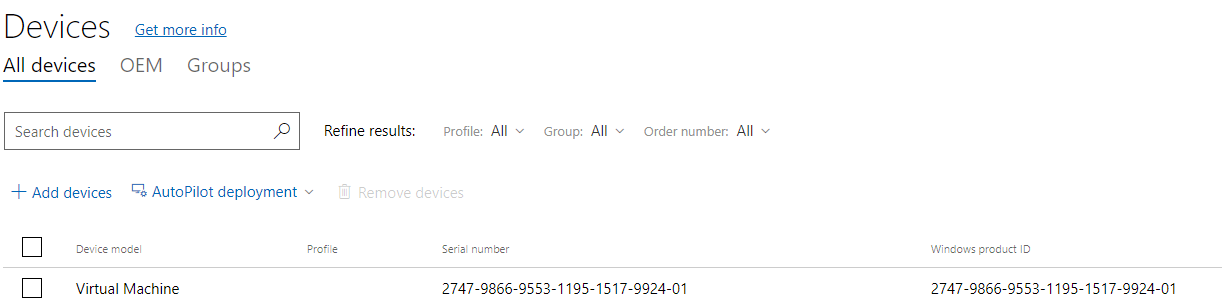 Devices Get more info
All devices OEM Groups
Search devices Refine results: Profile: All Group: All Order number: All
Add devices AutoPilot deployment Remove devices
Device model Profile Serial number Windows product ID
Virtual Machine 2747-9866-9553-1195-1517-9924-01 2747-9866-9553-1195-1517-9924-01